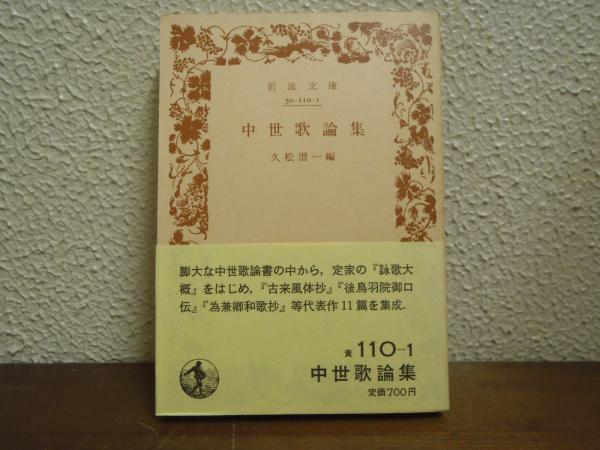 岩波文庫
30-110-1
中世歌論集
久松潜一編
膨大な中世歌論書の中から，定家の『詠歌大
概』をはじめ，『古来風体抄』『後鳥羽院御口
伝』『為兼卿和歌抄』等代表作11篇を集成．
黄 110-1
中世歌論集
定価700円